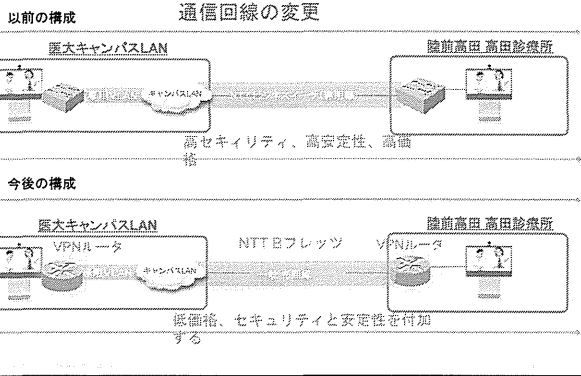 通信回線の変更
以前の構成
医大キャンパスLAN
陸前高田 高田診療所
キャンパスLAN
高セキィリティ、高安定性、高価
格
今後の構成
医大キャンパスLAN
陸前高田 高田診療所
VPNルータ
NTT Bフレッツ
VPNルータ
キャンパスLAN
低価格、セキュリティと安定性を付加
する